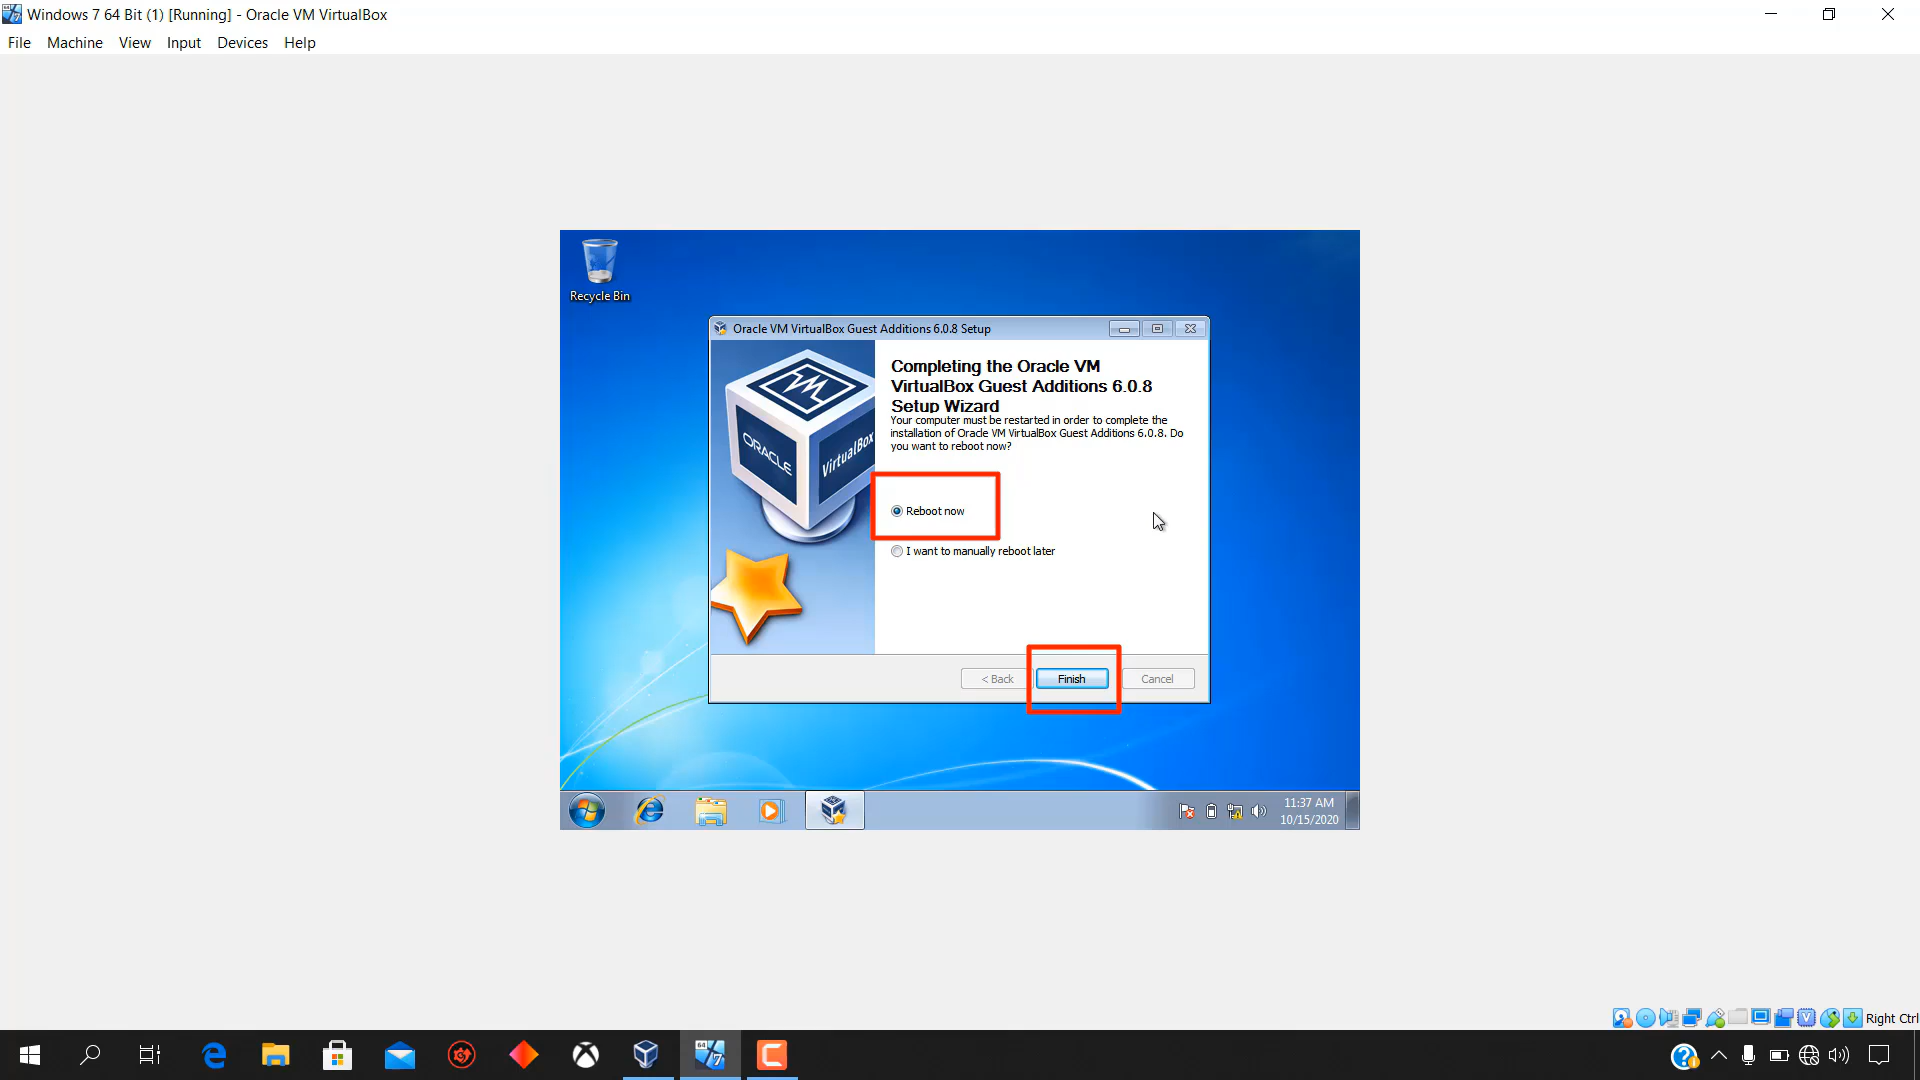 Windows 7 64 Bit (1) [Running] - Oracle VM VirtualBox
File Machine View Input Devices Help
Recycle Bin
Oracle VM VirtualBox Guest Additions 6.0.8 Setup
ORACLE
VirtualBox
Completing the Oracle VM
VirtualBox Guest Additions 6.0.8
Setup Wizard
Your computer must be restarted in order to complete the
installation of Oracle VM VirtualBox Guest Additions 6.0.8. Do
you want to reboot now?
Reboot now
I want to manually reboot later
< Back Finish Cancel
11:37 AM
10/15/2020
Right Ctrl